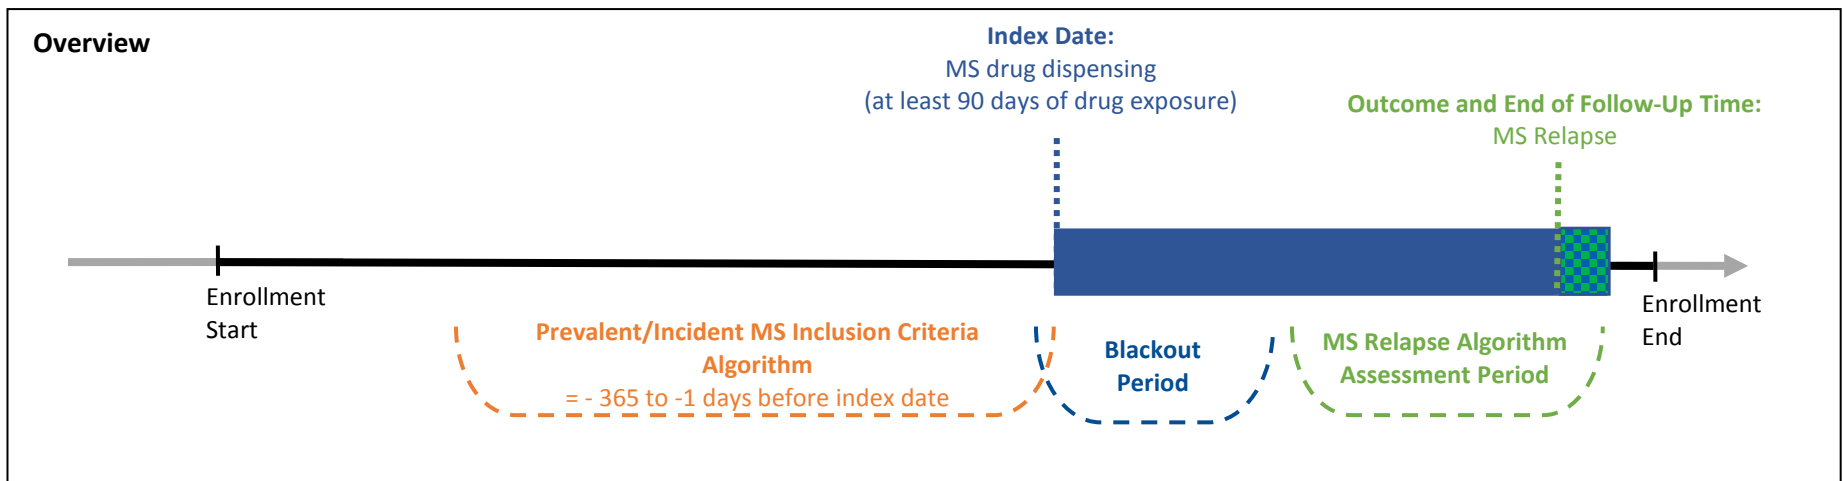 Overview
Index Date:
MS drug dispensing
(at least 90 days of drug exposure)
Outcome and End of Follow-Up Time:
MS Relapse
Enrollment
Start
Enrollment
End
Prevalent/Incident MS Inclusion Criteria
Algorithm
= - 365 to -1 days before index date
Blackout
Period
MS Relapse Algorithm
Assessment Period